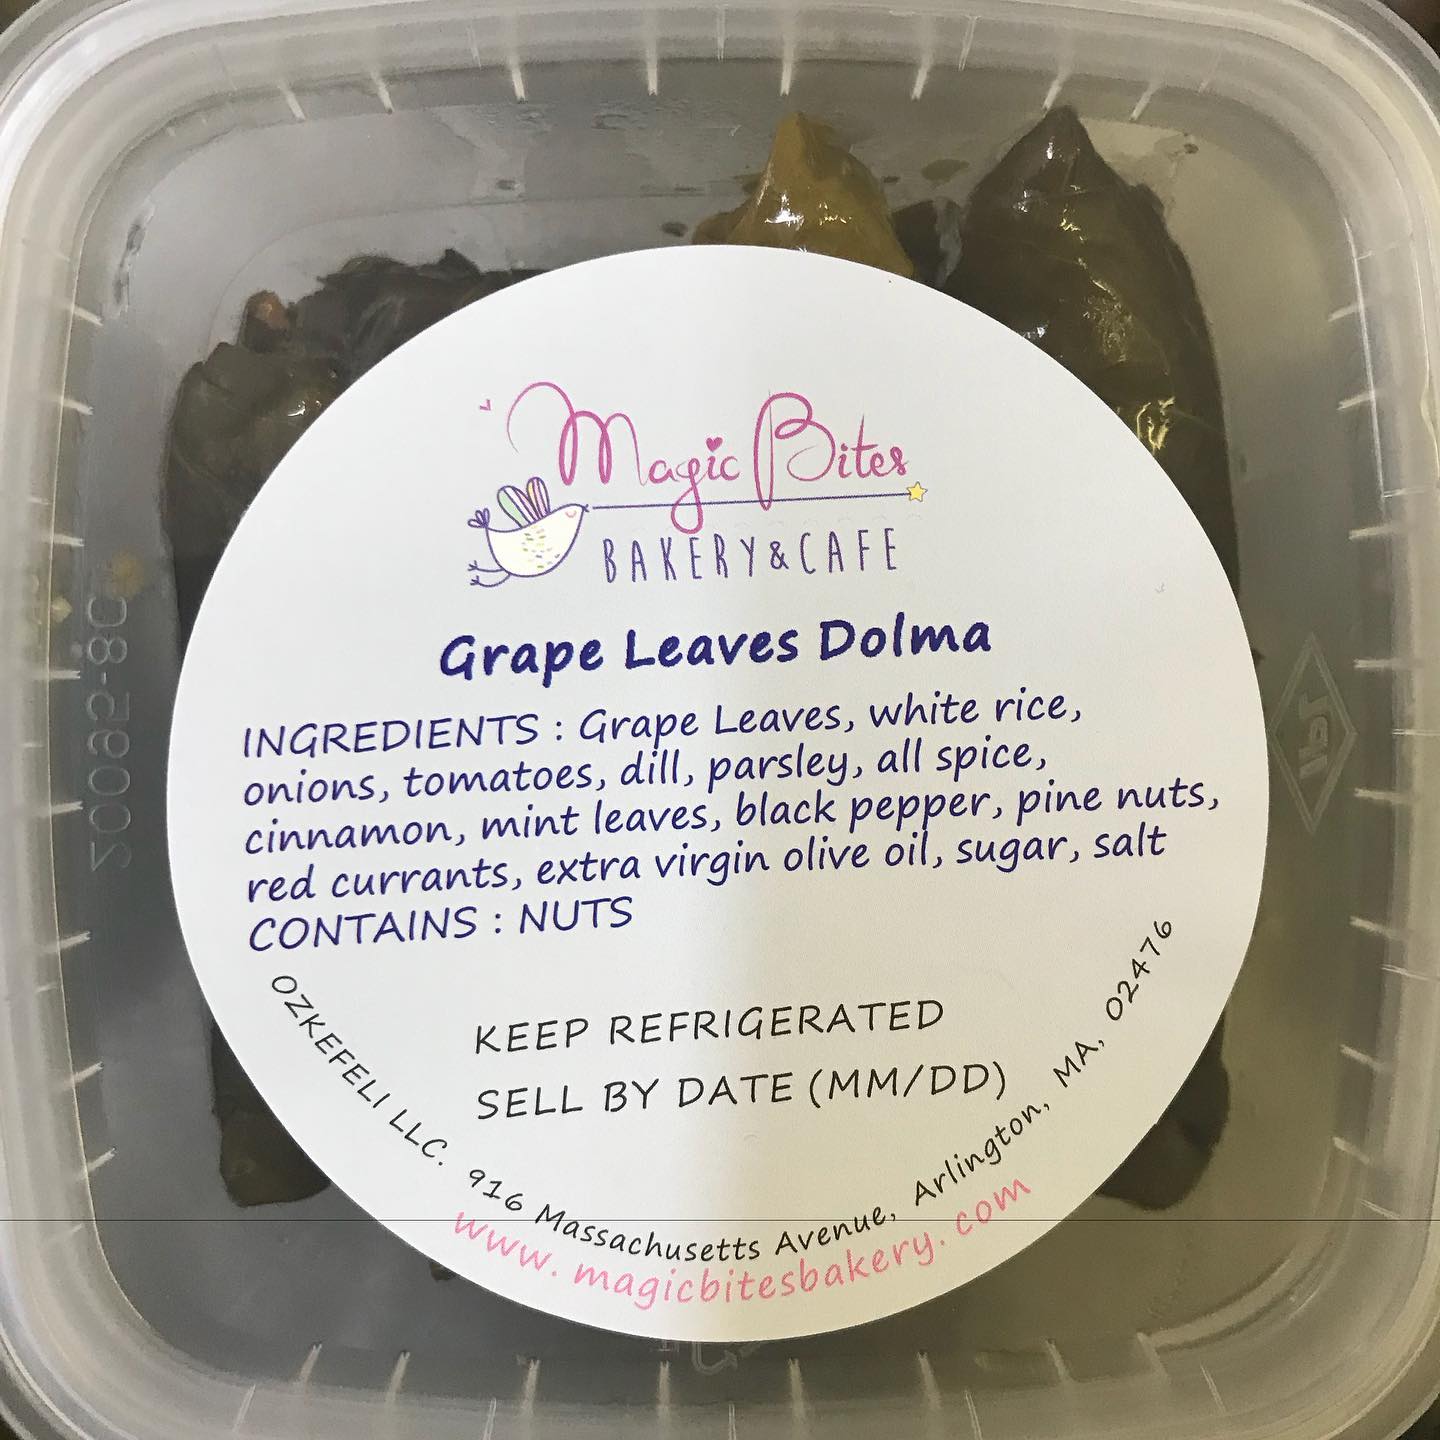 Magic Bites
BAKERY & CAFE
Grape Leaves Dolma
INGREDIENTS : Grape Leaves, white rice,
onions, tomatoes, dill, parsley, all spice,
cinnamon, mint leaves, black pepper, pine nuts,
red currants, extra virgin olive oil, sugar, salt
CONTAINS : NUTS
KEEP REFRIGERATED
SELL BY DATE (MM/DD)
OZKEFELI LLC. 916 Massachusetts Avenue, Arlington, MA, 02476
www. magicbitesbakery. com